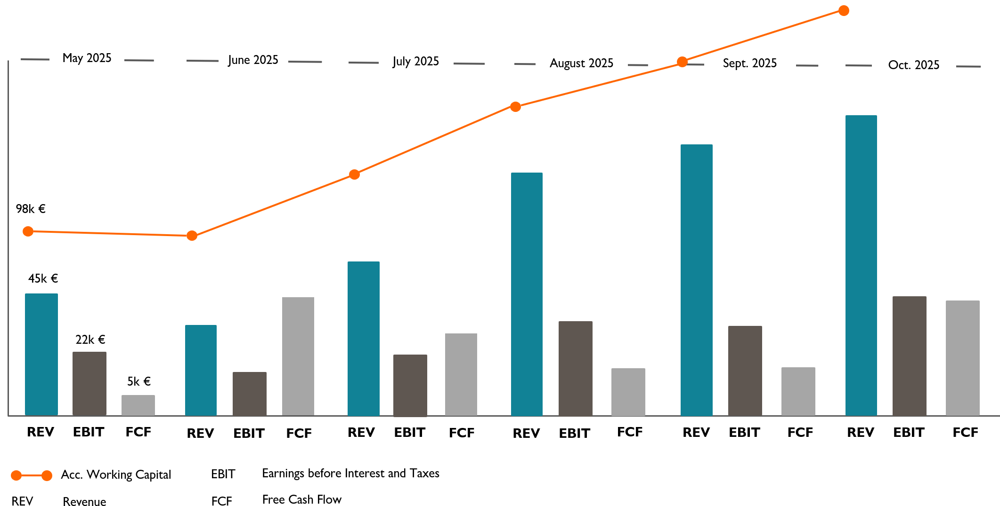 May 2025
June 2025
July 2025
August 2025
Sept. 2025
Oct. 2025
98k €
45k €
22k €
5k €
REV EBIT FCF REV EBIT FCF REV EBIT FCF REV EBIT FCF REV EBIT FCF REV EBIT FCF
Acc. Working Capital
EBIT Earnings before Interest and Taxes
REV Revenue
FCF Free Cash Flow